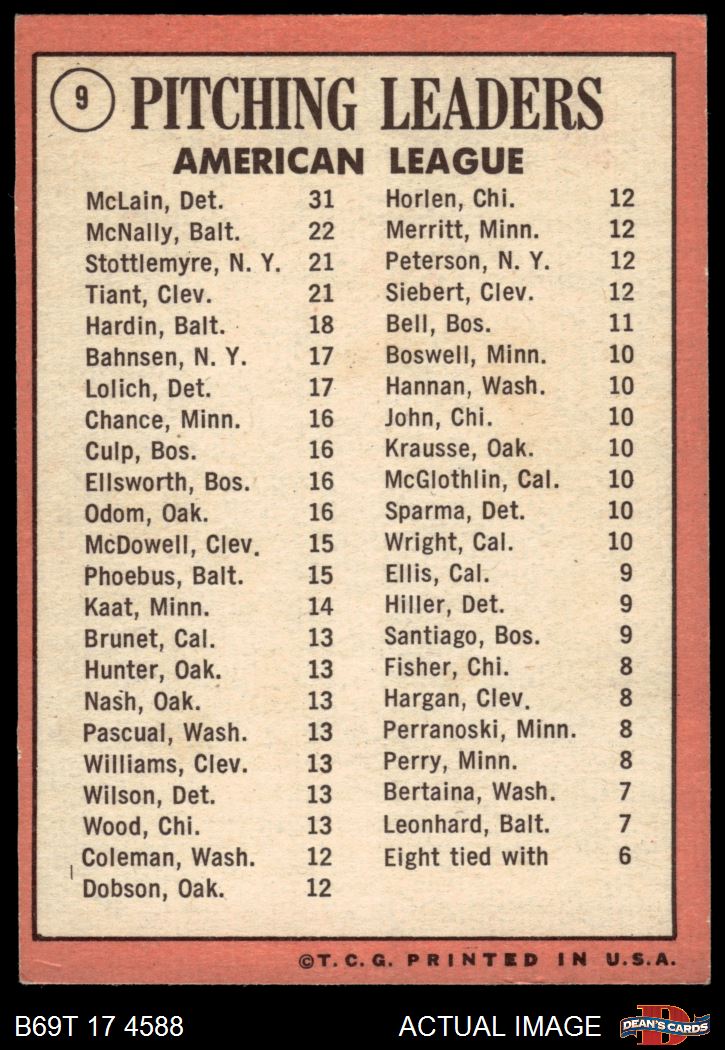 9
PITCHING LEADERS
AMERICAN LEAGUE
McLain, Det. 31
McNally, Balt. 22
Stottlemyre, N. Y. 21
Tiant, Clev. 21
Hardin, Balt. 18
Bahnsen, N. Y. 17
Lolich, Det. 17
Chance, Minn. 16
Culp, Bos. 16
Ellsworth, Bos. 16
Odom, Oak. 16
McDowell, Clev. 15
Phoebus, Balt. 15
Kaat, Minn. 14
Brunet, Cal. 13
Hunter, Oak. 13
Nash, Oak. 13
Pascual, Wash. 13
Williams, Clev. 13
Wilson, Det. 13
Wood, Chi. 13
Coleman, Wash. 12
Dobson, Oak. 12
Horlen, Chi. 12
Merritt, Minn. 12
Peterson, N. Y. 12
Siebert, Clev. 12
Bell, Bos. 11
Boswell, Minn. 10
Hannan, Wash. 10
John, Chi. 10
Krausse, Oak. 10
McGlothlin, Cal. 10
Sparma, Det. 10
Wright, Cal. 10
Ellis, Cal. 9
Hiller, Det. 9
Santiago, Bos. 9
Fisher, Chi. 8
Hargan, Clev. 8
Perranoski, Minn. 8
Perry, Minn. 8
Bertaina, Wash. 7
Leonhard, Balt. 7
Eight tied with 6
©T. C. G. PRINTED IN U.S.A.
B69T 17 4588
ACTUAL IMAGE
D
DEAN'S CARDS